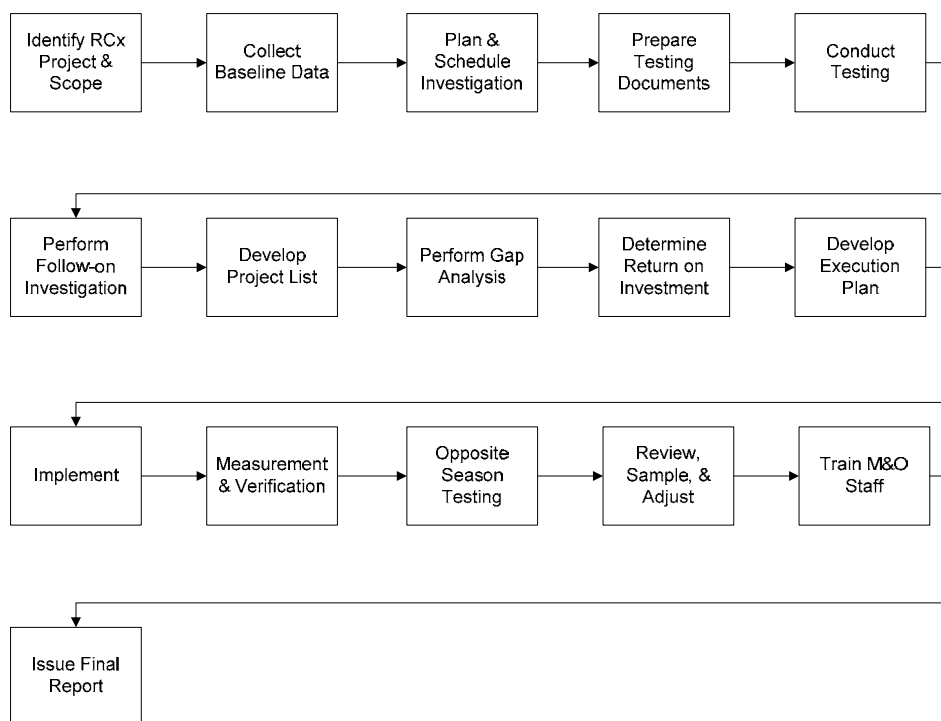 Identify RCx
Project &
Scope
Collect
Baseline Data
Plan &
Schedule
Investigation
Prepare
Testing
Documents
Conduct
Testing
Perform
Follow-on
Investigation
Develop
Project List
Perform Gap
Analysis
Determine
Return on
Investment
Develop
Execution
Plan
Implement
Measurement
& Verification
Opposite
Season
Testing
Review,
Sample, &
Adjust
Train M&O
Staff
Issue Final
Report